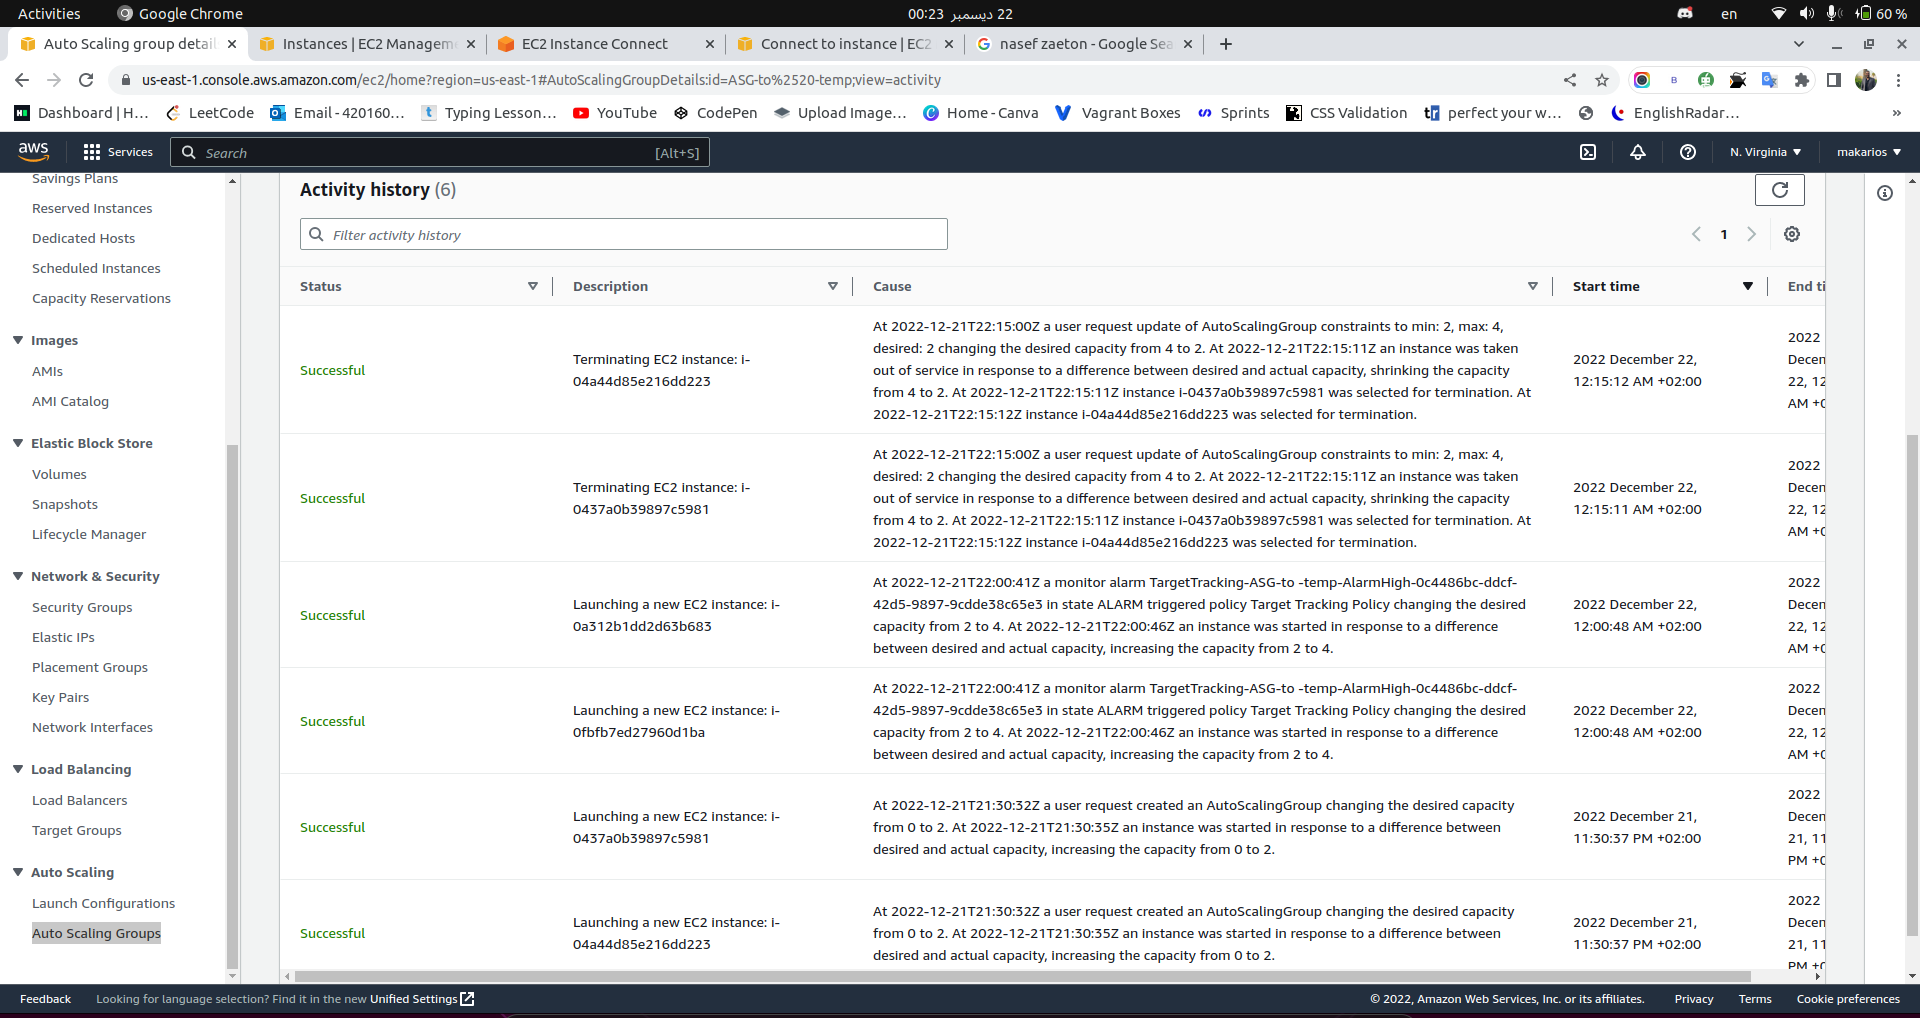 Activities
Google Chrome
00:23 22 ديسمبر
en
60 %
Auto Scaling group detai
Instances | EC2 Managem
EC2 Instance Connect
Connect to instance | EC2
nasef zaeton - Google Sea
us-east-1.console.aws.amazon.com/ec2/home?region=us-east-1#AutoScalingGroupDetails:id=ASG-to%2520-temp;view=activity
Dashboard | H...
LeetCode
Email - 420160...
Typing Lesson...
YouTube
CodePen
Upload Image...
Home - Canva
Vagrant Boxes
Sprints
CSS Validation
perfect your w...
EnglishRadar...
aws
Services
Search
[Alt+S]
N. Virginia
makarios
Savings Plans
Reserved Instances
Dedicated Hosts
Scheduled Instances
Capacity Reservations
Images
AMIs
AMI Catalog
Elastic Block Store
Volumes
Snapshots
Lifecycle Manager
Network & Security
Security Groups
Elastic IPs
Placement Groups
Key Pairs
Network Interfaces
Load Balancing
Load Balancers
Target Groups
Auto Scaling
Launch Configurations
Auto Scaling Groups
Activity history (6)
Filter activity history
1
Status
Description
Cause
Start time
End ti
Successful
Terminating EC2 instance: i-
04a44d85e216dd223
At 2022-12-21T22:15:00Z a user request update of AutoScalingGroup constraints to min: 2, max: 4,
desired: 2 changing the desired capacity from 4 to 2. At 2022-12-21T22:15:11Z an instance was taken
out of service in response to a difference between desired and actual capacity, shrinking the capacity
from 4 to 2. At 2022-12-21T22:15:11Z instance i-0437a0b39897c5981 was selected for termination. At
2022-12-21T22:15:12Z instance i-04a44d85e216dd223 was selected for termination.
2022 December 22,
12:15:12 AM +02:00
2022
Decem
22, 12
AM +0
Successful
Terminating EC2 instance: i-
0437a0b39897c5981
At 2022-12-21T22:15:00Z a user request update of AutoScalingGroup constraints to min: 2, max: 4,
desired: 2 changing the desired capacity from 4 to 2. At 2022-12-21T22:15:11Z an instance was taken
out of service in response to a difference between desired and actual capacity, shrinking the capacity
from 4 to 2. At 2022-12-21T22:15:11Z instance i-0437a0b39897c5981 was selected for termination. At
2022-12-21T22:15:12Z instance i-04a44d85e216dd223 was selected for termination.
2022 December 22,
12:15:11 AM +02:00
2022
Decem
22, 12
AM +0
Successful
Launching a new EC2 instance: i-
0a312b1dd2d63b683
At 2022-12-21T22:00:41Z a monitor alarm TargetTracking-ASG-to -temp-AlarmHigh-0c4486bc-ddcf-
42d5-9897-9cdde38c65e3 in state ALARM triggered policy Target Tracking Policy changing the desired
capacity from 2 to 4. At 2022-12-21T22:00:46Z an instance was started in response to a difference
between desired and actual capacity, increasing the capacity from 2 to 4.
2022 December 22,
12:00:48 AM +02:00
2022
Decem
22, 12
AM +0
Successful
Launching a new EC2 instance: i-
0fbfb7ed27960d1ba
At 2022-12-21T22:00:41Z a monitor alarm TargetTracking-ASG-to -temp-AlarmHigh-0c4486bc-ddcf-
42d5-9897-9cdde38c65e3 in state ALARM triggered policy Target Tracking Policy changing the desired
capacity from 2 to 4. At 2022-12-21T22:00:46Z an instance was started in response to a difference
between desired and actual capacity, increasing the capacity from 2 to 4.
2022 December 22,
12:00:48 AM +02:00
2022
Decem
22, 12
AM +0
Successful
Launching a new EC2 instance: i-
0437a0b39897c5981
At 2022-12-21T21:30:32Z a user request created an AutoScalingGroup changing the desired capacity
from 0 to 2. At 2022-12-21T21:30:35Z an instance was started in response to a difference between
desired and actual capacity, increasing the capacity from 0 to 2.
2022 December 21,
11:30:37 PM +02:00
2022
Decem
21, 11
PM +0
Successful
Launching a new EC2 instance: i-
04a44d85e216dd223
At 2022-12-21T21:30:32Z a user request created an AutoScalingGroup changing the desired capacity
from 0 to 2. At 2022-12-21T21:30:35Z an instance was started in response to a difference between
desired and actual capacity, increasing the capacity from 0 to 2.
2022 December 21,
11:30:37 PM +02:00
2022
Decem
21, 11
PM +0
Feedback
Looking for language selection? Find it in the new Unified Settings
© 2022, Amazon Web Services, Inc. or its affiliates.
Privacy
Terms
Cookie preferences